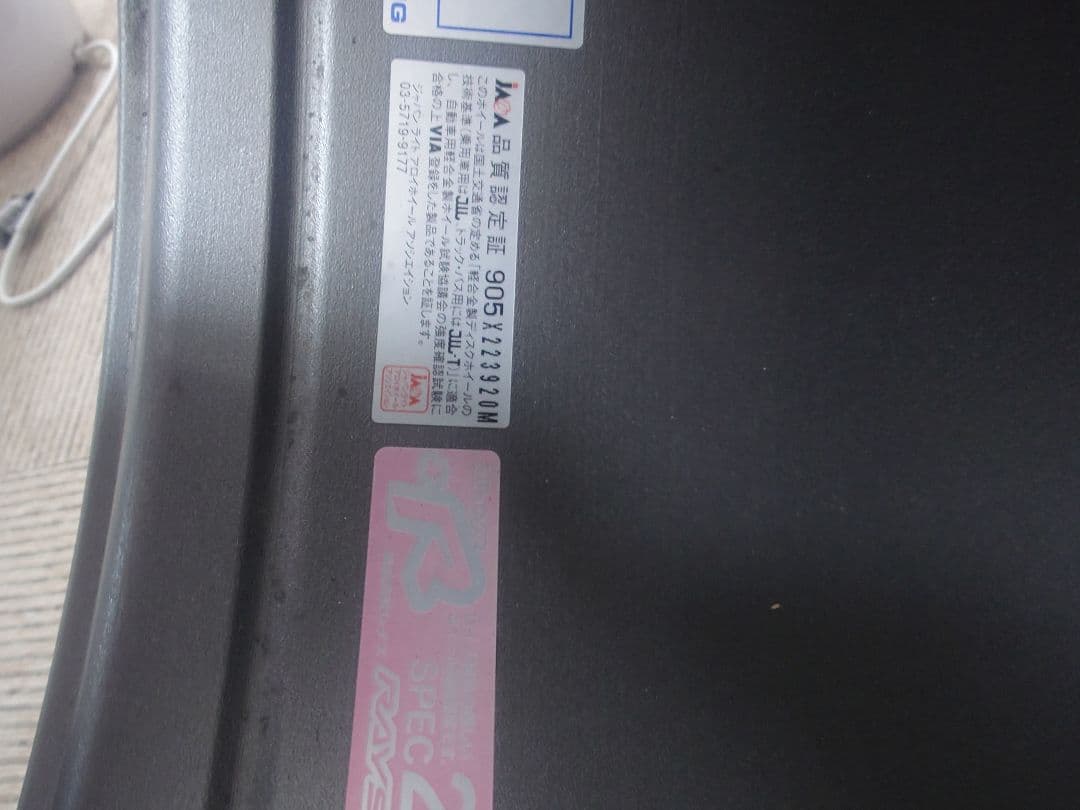 G
JAWA 品質認定証 905X223920M
このホイールは国土交通省の定める「軽合金製ディスクホイールの
技術基準(乗用車用はJWL、トラック・バス用にはJWL-T)」に適合
し、自動車用軽合金製ホイール試験協議会の強度確認試験に
合格の上VIA登録をした製品であることを証します。
ジャパン ライト アロイホイール アソシエイション
03-5719-9177
JAWA
R
SPEC 2
RAYS